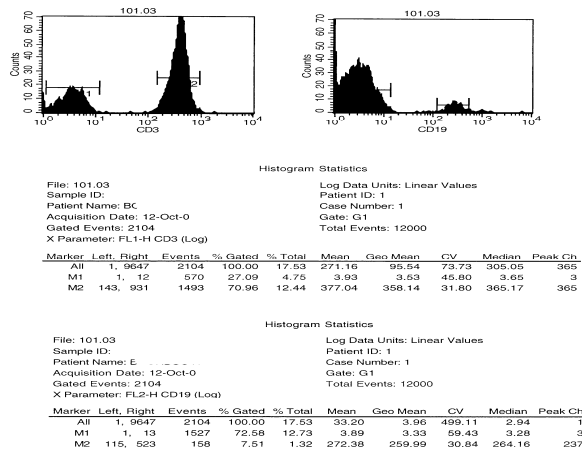 101.03
101.03
Counts
0 10 20 30 40 50 60 70
1
2
10⁰ 10¹ 10² 10³ 10⁴
CD3
Counts
0 10 20 30 40 50 60 70
10⁰ 10¹ 10² 10³ 10⁴
CD19
Histogram Statistics
File: 101.03 Log Data Units: Linear Values
Sample ID: Patient ID: 1
Patient Name: Case Number: 1
Acquisition Date: 12-Oct-0 Gate: G1
Gated Events: 2104 Total Events: 12000
X Parameter: FL1-H CD3 (Log)
Marker Left, Right Events % Gated % Total Mean Geo Mean CV Median Peak Ch
All 1, 9647 2104 100.00 17.53 271.16 95.54 73.73 305.05 365
M1 1, 12 570 27.09 4.75 3.93 3.53 45.80 3.65 3
M2 143, 931 1493 70.96 12.44 377.04 358.14 31.80 365.17 365
Histogram Statistics
File: 101.03 Log Data Units: Linear Values
Sample ID: Patient ID: 1
Patient Name: Case Number: 1
Acquisition Date: 12-Oct-0 Gate: G1
Gated Events: 2104 Total Events: 12000
X Parameter: FL2-H CD19 (Log)
Marker Left, Right Events % Gated % Total Mean Geo Mean CV Median Peak Ch
All 1, 9647 2104 100.00 17.53 33.20 3.96 499.11 2.94
M1 1, 13 1527 72.58 12.73 3.89 3.33 59.43 3.28
M2 115, 523 158 7.51 1.32 272.38 259.99 30.84 264.16 237